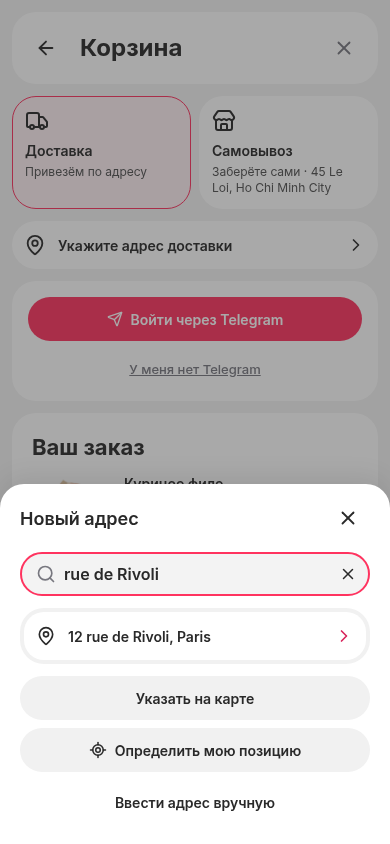 Корзина
Доставка
Привезём по адресу
Самовывоз
Заберёте сами · 45 Le
Loi, Ho Chi Minh City
Укажите адрес доставки
Войти через Telegram
У меня нет Telegram
Ваш заказ
Куриное филе
Новый адрес
rue de Rivoli
12 rue de Rivoli, Paris
Указать на карте
Определить мою позицию
Ввести адрес вручную